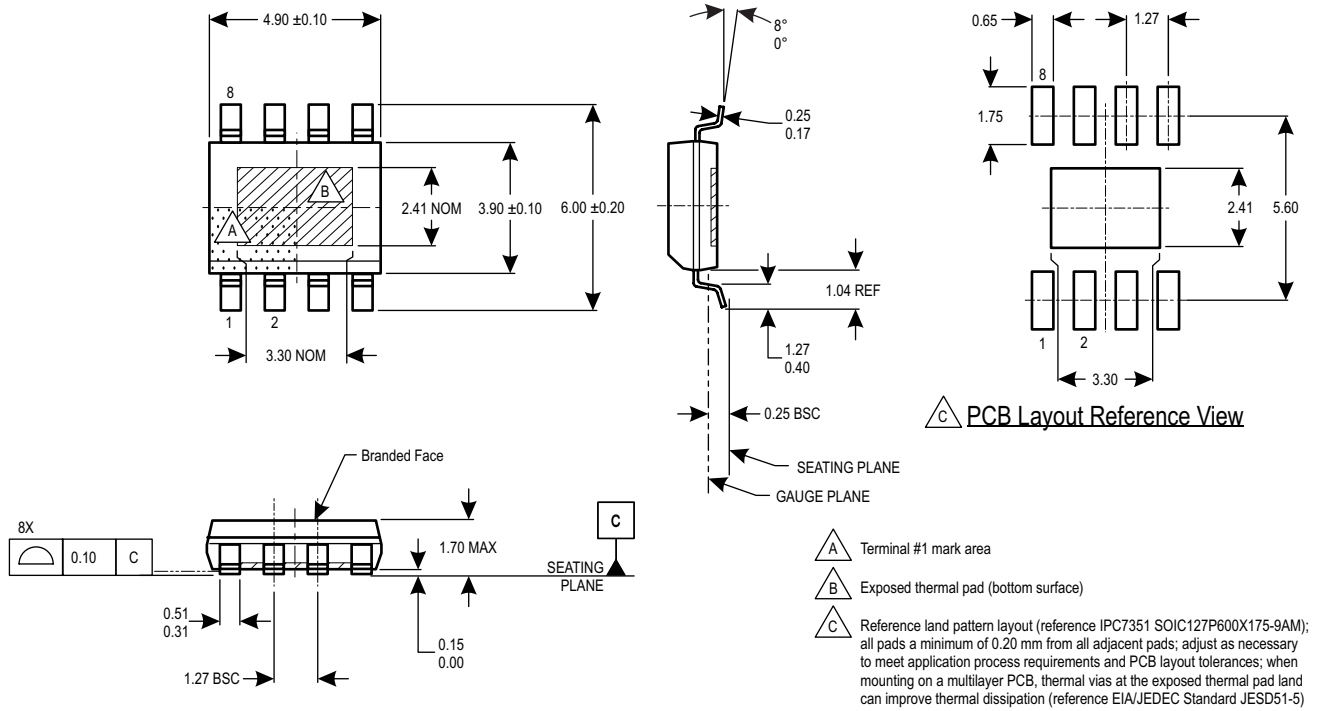 4.90 ±0.10
8
B
A
2.41 NOM
3.90 ±0.10
6.00 ±0.20
1
2
3.30 NOM
8°
0°
0.25
0.17
1.04 REF
1.27
0.40
0.25 BSC
SEATING PLANE
GAUGE PLANE
0.65
1.27
8
1.75
2.41
5.60
1
2
3.30
C PCB Layout Reference View
Branded Face
8X
0.10
C
1.70 MAX
C
SEATING
PLANE
0.51
0.31
0.15
0.00
1.27 BSC
A Terminal #1 mark area
B Exposed thermal pad (bottom surface)
C Reference land pattern layout (reference IPC7351 SOIC127P600X175-9AM);
all pads a minimum of 0.20 mm from all adjacent pads; adjust as necessary
to meet application process requirements and PCB layout tolerances; when
mounting on a multilayer PCB, thermal vias at the exposed thermal pad land
can improve thermal dissipation (reference EIA/JEDEC Standard JESD51-5)